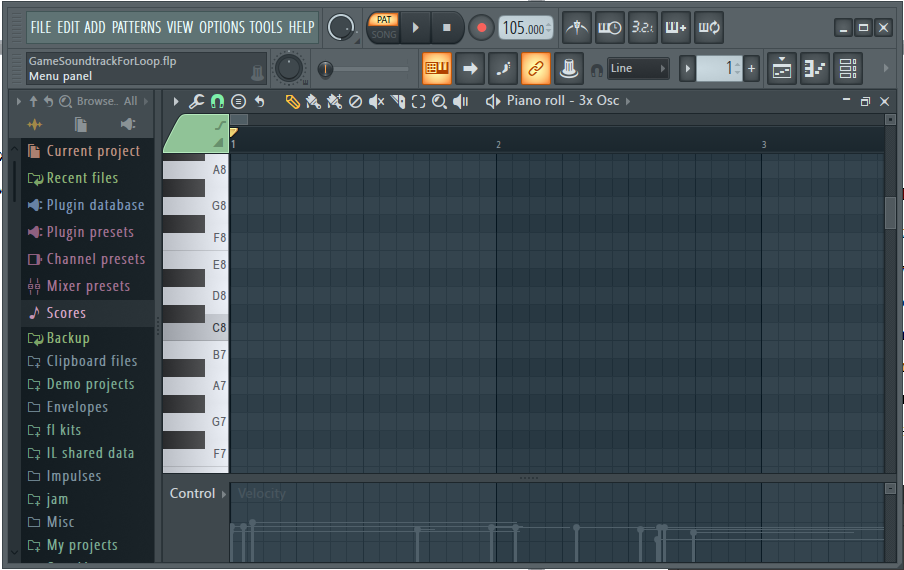 FILE EDIT ADD PATTERNS VIEW OPTIONS TOOLS HELP
PAT
SONG
105.000
3.2.
GameSoundtrackForLoop.flp
Menu panel
Line
1
+
Browse.. All
Piano roll - 3x Osc
Current project
Recent files
Plugin database
Plugin presets
Channel presets
Mixer presets
Scores
Backup
Clipboard files
Demo projects
Envelopes
fl kits
IL shared data
Impulses
jam
Misc
My projects
1 2 3
A8
G8
F8
E8
D8
C8
B7
A7
G7
F7
Control Velocity